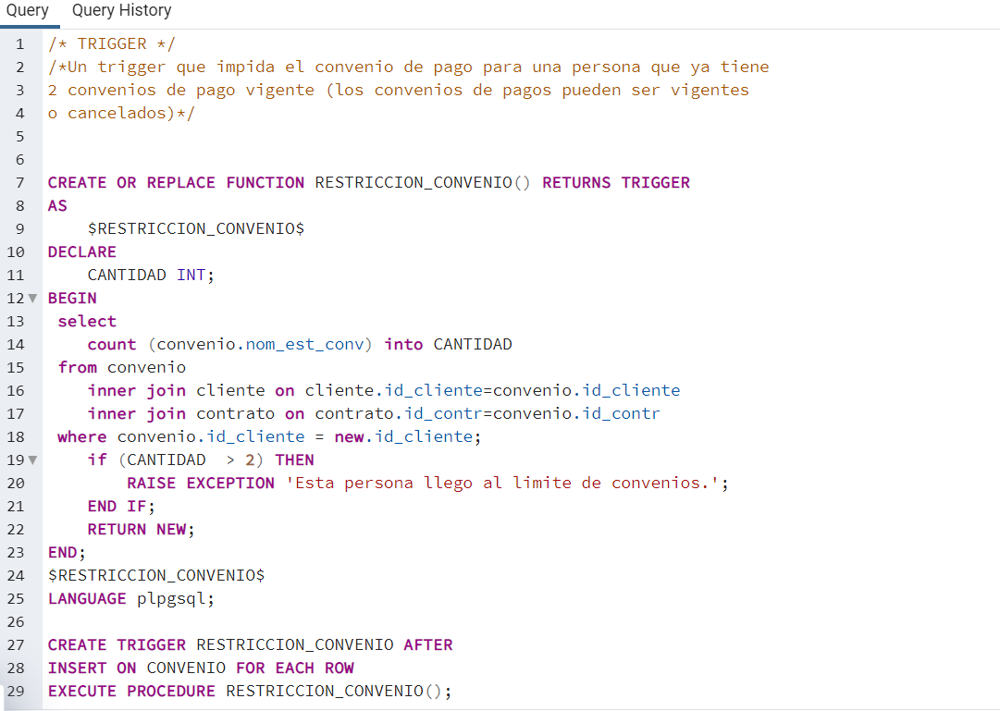 Query Query History
1 /* TRIGGER */
2 /*Un trigger que impida el convenio de pago para una persona que ya tiene
3 2 convenios de pago vigente (los convenios de pagos pueden ser vigentes
4 o cancelados)*/
5
6
7 CREATE OR REPLACE FUNCTION RESTRICCION_CONVENIO() RETURNS TRIGGER
8 AS
9 $RESTRICCION_CONVENIO$
10 DECLARE
11 CANTIDAD INT;
12 BEGIN
13 select
14 count (convenio.nom_est_conv) into CANTIDAD
15 from convenio
16 inner join cliente on cliente.id_cliente=convenio.id_cliente
17 inner join contrato on contrato.id_contr=convenio.id_contr
18 where convenio.id_cliente = new.id_cliente;
19 if (CANTIDAD > 2) THEN
20 RAISE EXCEPTION 'Esta persona llego al limite de convenios.';
21 END IF;
22 RETURN NEW;
23 END;
24 $RESTRICCION_CONVENIO$
25 LANGUAGE plpgsql;
26
27 CREATE TRIGGER RESTRICCION_CONVENIO AFTER
28 INSERT ON CONVENIO FOR EACH ROW
29 EXECUTE PROCEDURE RESTRICCION_CONVENIO();